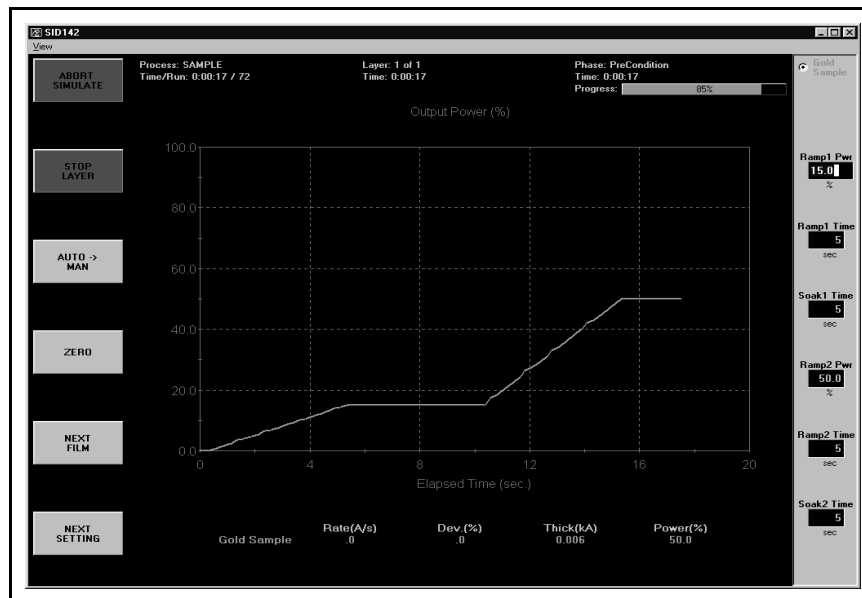 SID142
View
ABORT
SIMULATE
STOP
LAYER
AUTO ->
MAN
ZERO
NEXT
FILM
NEXT
SETTING
Process: SAMPLE
Time/Run: 0:00:17 / 72
Layer: 1 of 1
Time: 0:00:17
Phase: PreCondition
Time: 0:00:17
Progress: 85%
Output Power (%)
100.0
80.0
60.0
40.0
20.0
0.0
0 4 8 12 16 20
Elapsed Time (sec.)
Rate(A/s) Dev.(%) Thick(kA) Power(%)
Gold Sample .0 .0 0.006 50.0
Gold
Sample
Ramp1 Pwr
15.0
%
Ramp1 Time
5
sec
Soak1 Time
5
sec
Ramp2 Pwr
50.0
%
Ramp2 Time
5
sec
Soak2 Time
5
sec